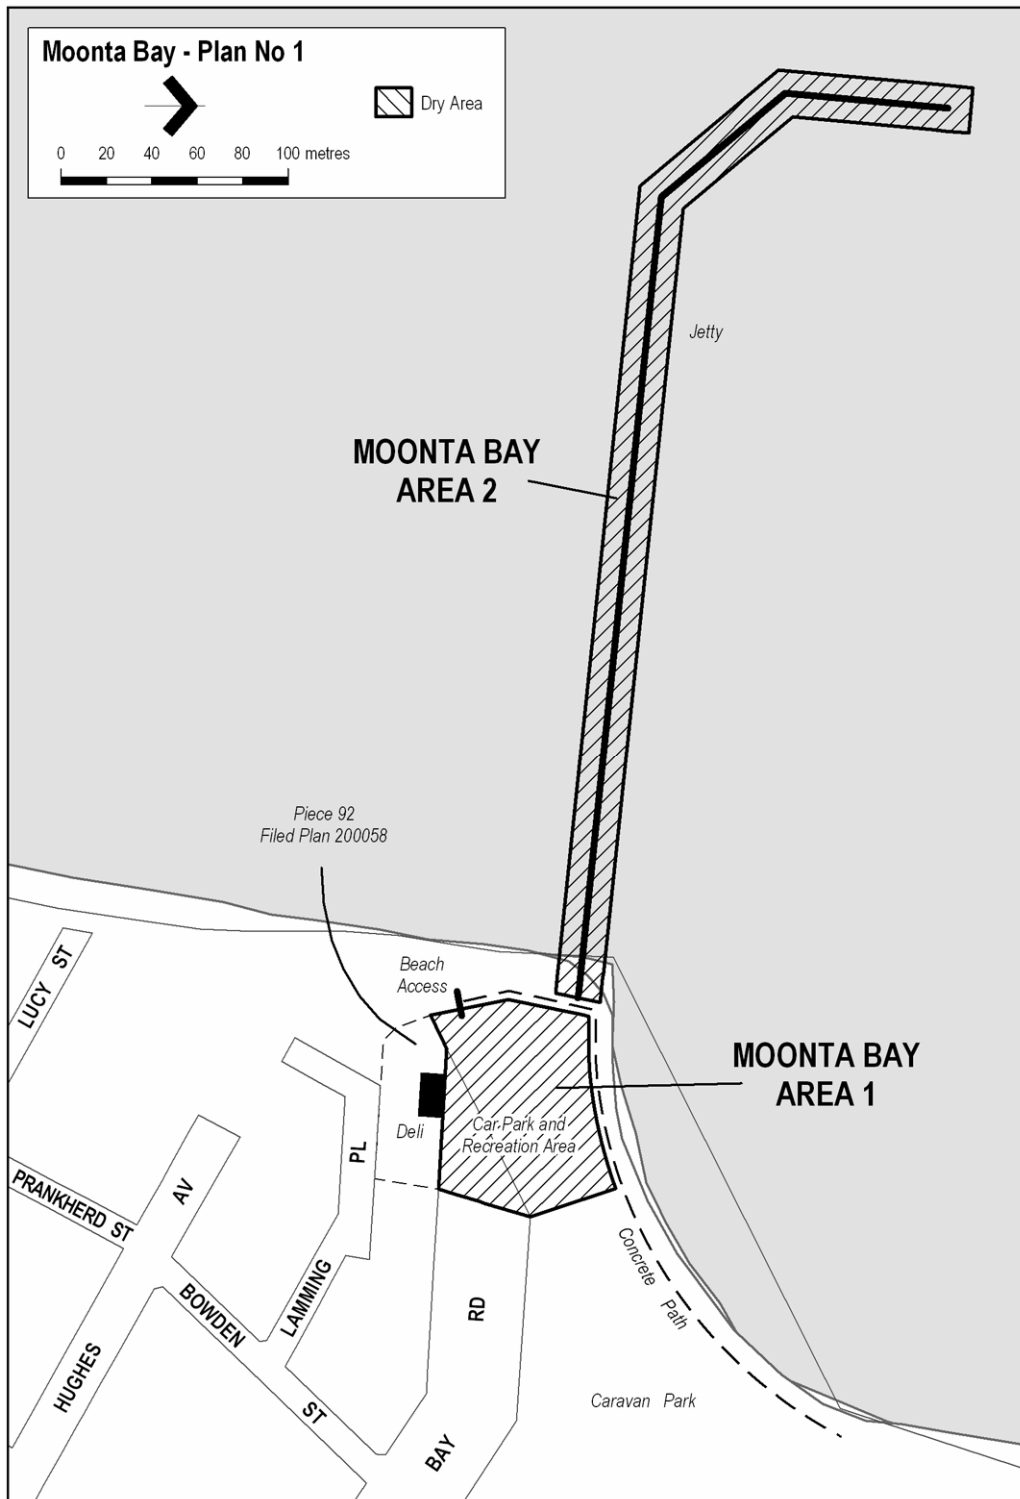 Moonta Bay - Plan No 1
Dry Area
0 20 40 60 80 100 metres
Jetty
MOONTA BAY
AREA 2
Piece 92
Filed Plan 200058
Beach
Access
LUCY ST
MOONTA BAY
AREA 1
Car Park and
Recreation Area
Deli
PL
AV
PRANKHERD ST
LAMMING
BOWDEN
ST
HUGHES
RD
BAY
Concrete Path
Caravan Park